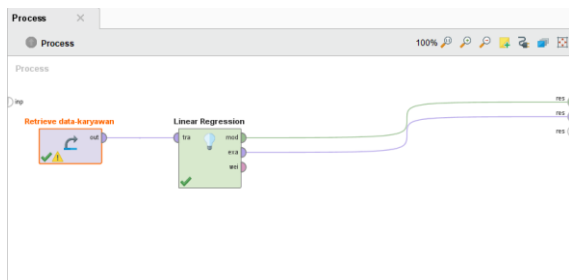 Process
Process
100%
Process
inp
res
res
res
Retrieve data-karyawan
Linear Regression
out
tra
mod
exa
wei